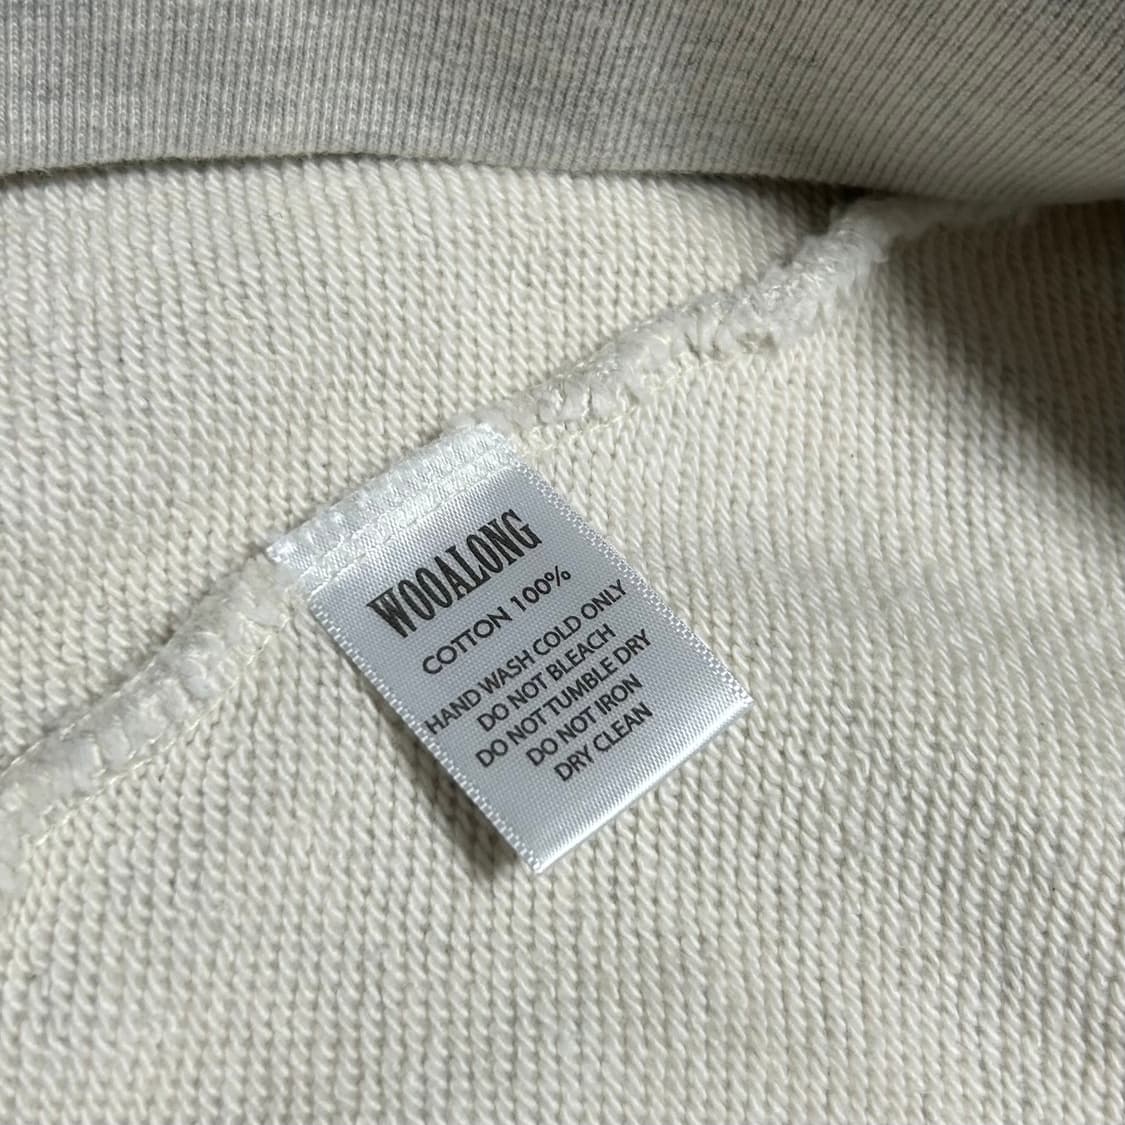 WOOALONG
COTTON 100%
HAND WASH COLD ONLY
DO NOT BLEACH
DO NOT TUMBLE DRY
DO NOT IRON
DRY CLEAN